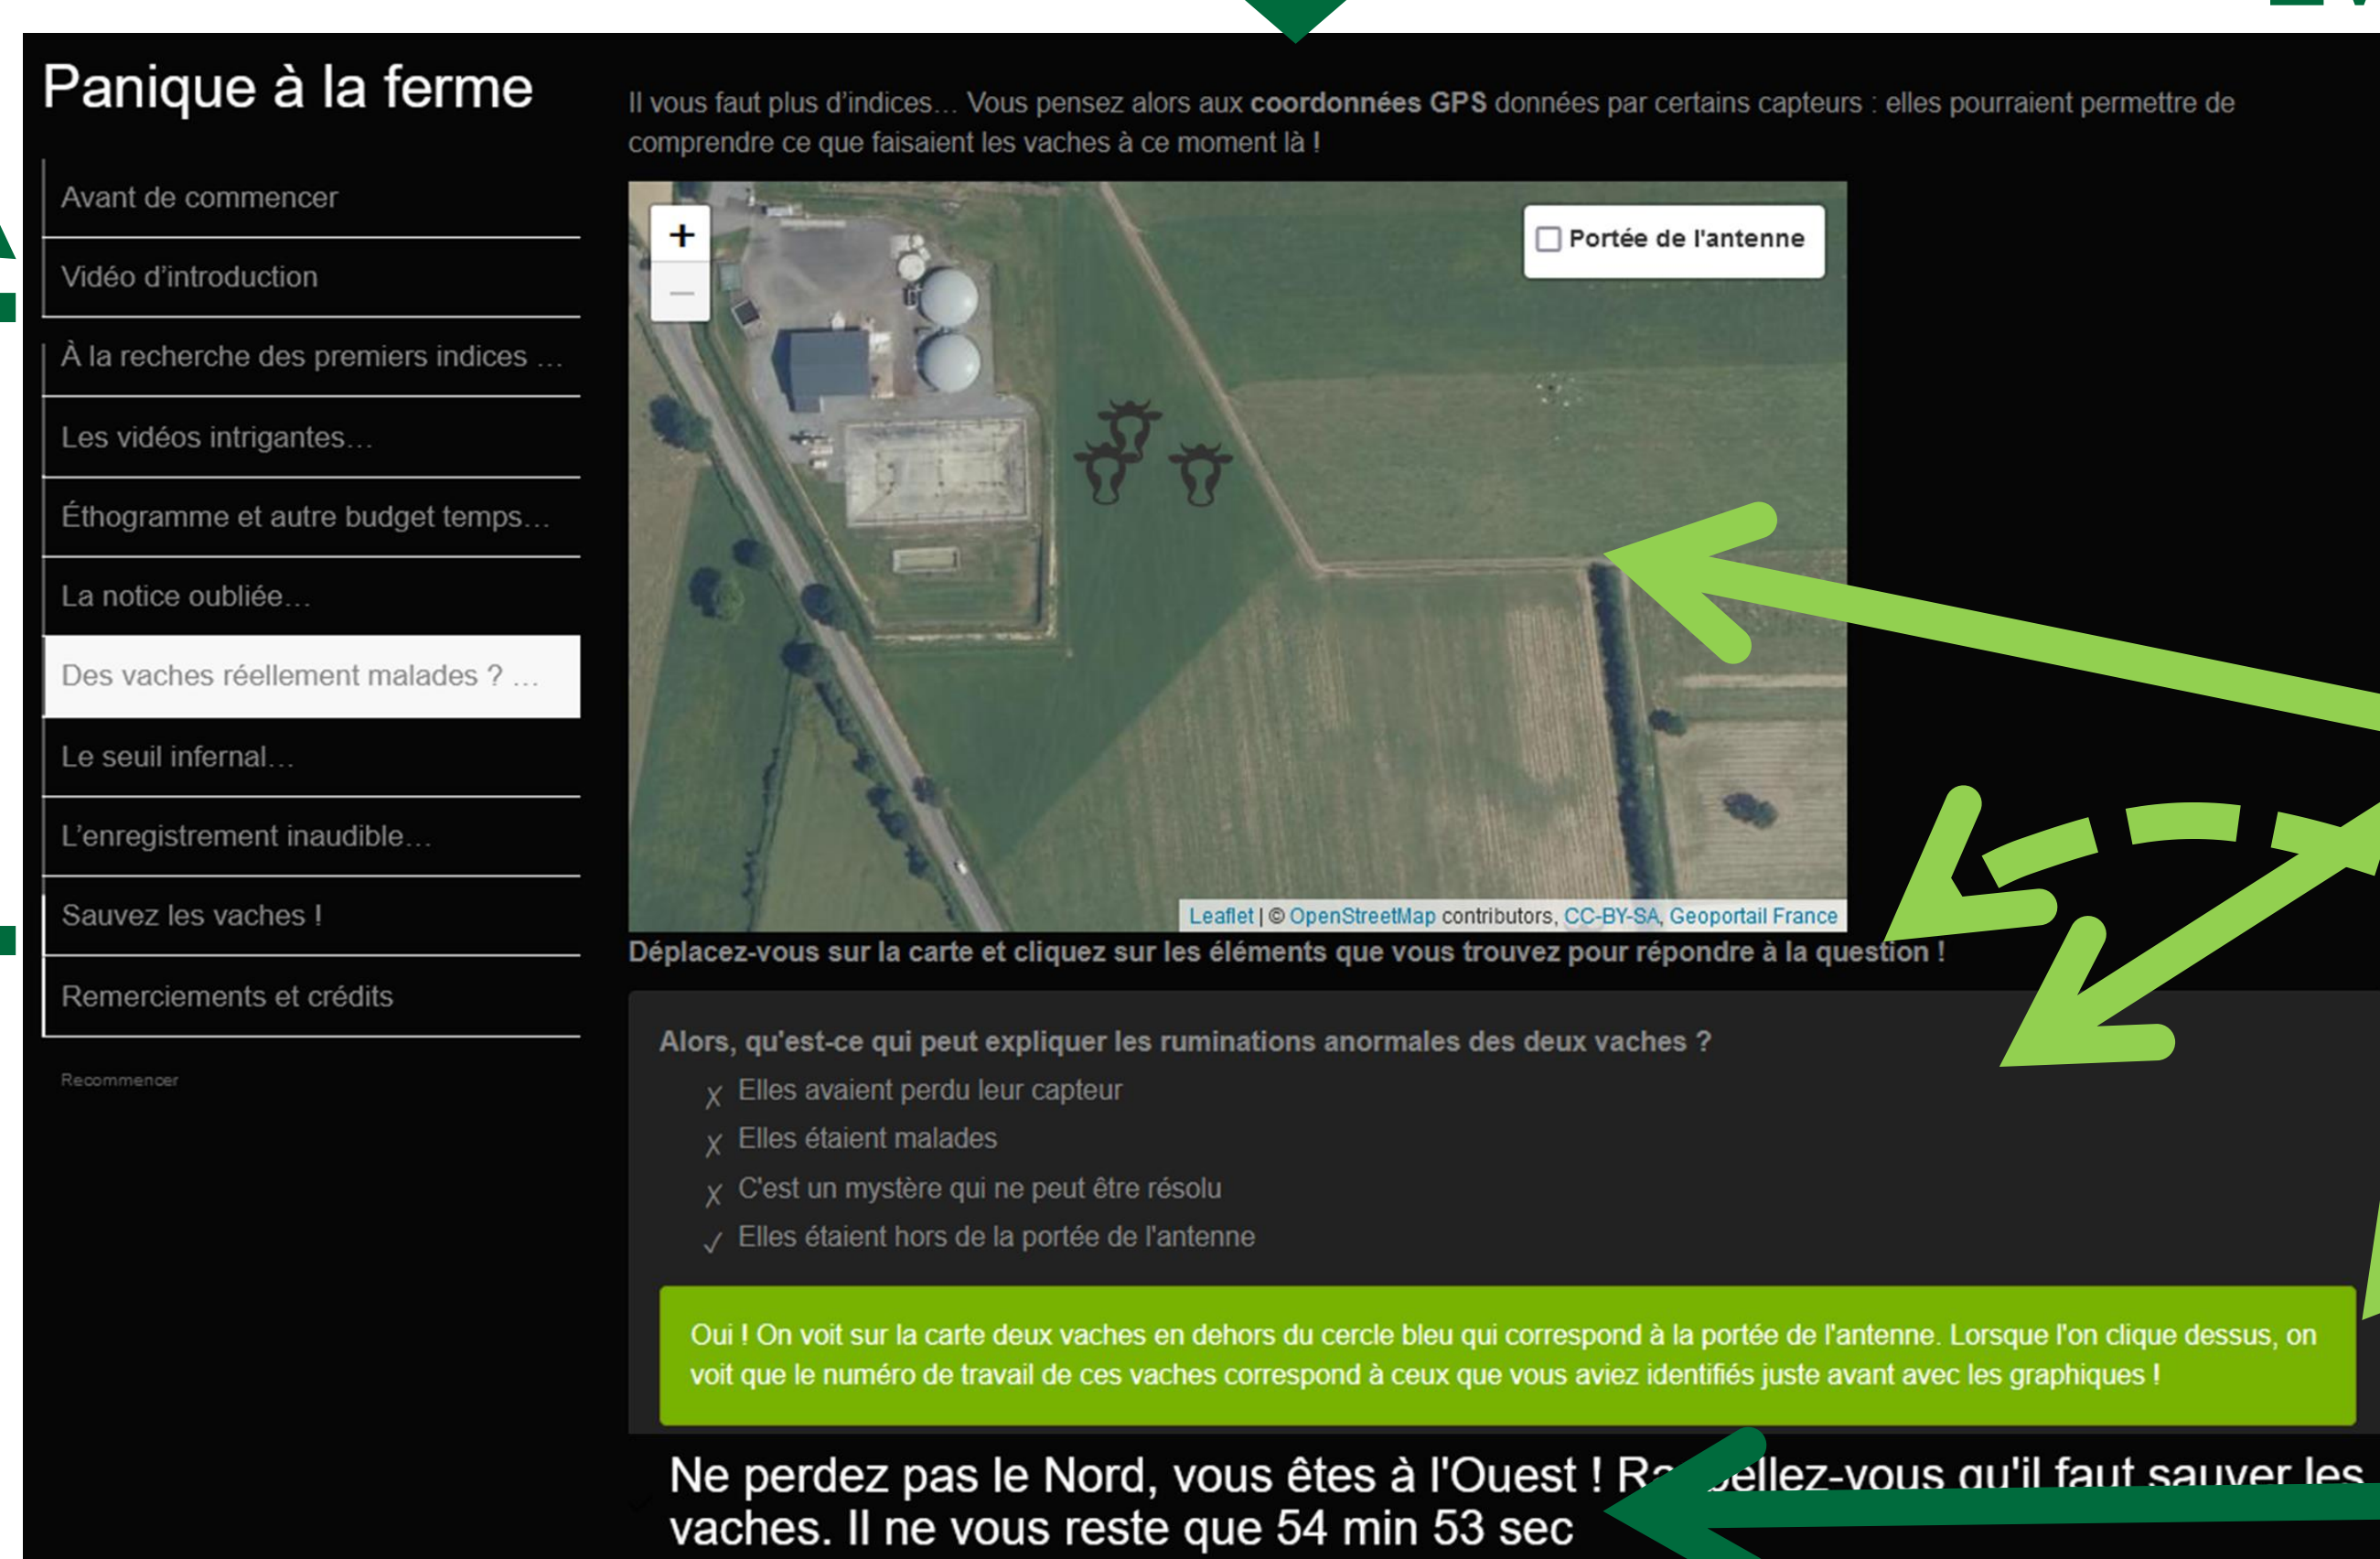 Panique à la ferme
Avant de commencer
Vidéo d'introduction
À la recherche des premiers indices ...
Les vidéos intrigantes...
Éthogramme et autre budget temps...
La notice oubliée...
Des vaches réellement malades ? ...
Le seuil infernal...
L'enregistrement inaudible...
Sauvez les vaches !
Remerciements et crédits
Recommencer
Il vous faut plus d'indices... Vous pensez alors aux coordonnées GPS données par certains capteurs : elles pourraient permettre de
comprendre ce que faisaient les vaches à ce moment là !
+
−
Portée de l'antenne
Leaflet | © OpenStreetMap contributors, CC-BY-SA, Geoportail France
Déplacez-vous sur la carte et cliquez sur les éléments que vous trouvez pour répondre à la question !
Alors, qu'est-ce qui peut expliquer les ruminations anormales des deux vaches ?
✗ Elles avaient perdu leur capteur
✗ Elles étaient malades
✗ C'est un mystère qui ne peut être résolu
✓ Elles étaient hors de la portée de l'antenne
Oui ! On voit sur la carte deux vaches en dehors du cercle bleu qui correspond à la portée de l'antenne. Lorsque l'on clique dessus, on
voit que le numéro de travail de ces vaches correspond à ceux que vous aviez identifiés juste avant avec les graphiques !
Ne perdez pas le Nord, vous êtes à l'Ouest ! Rappellez-vous qu'il faut sauver les
vaches. Il ne vous reste que 54 min 53 sec